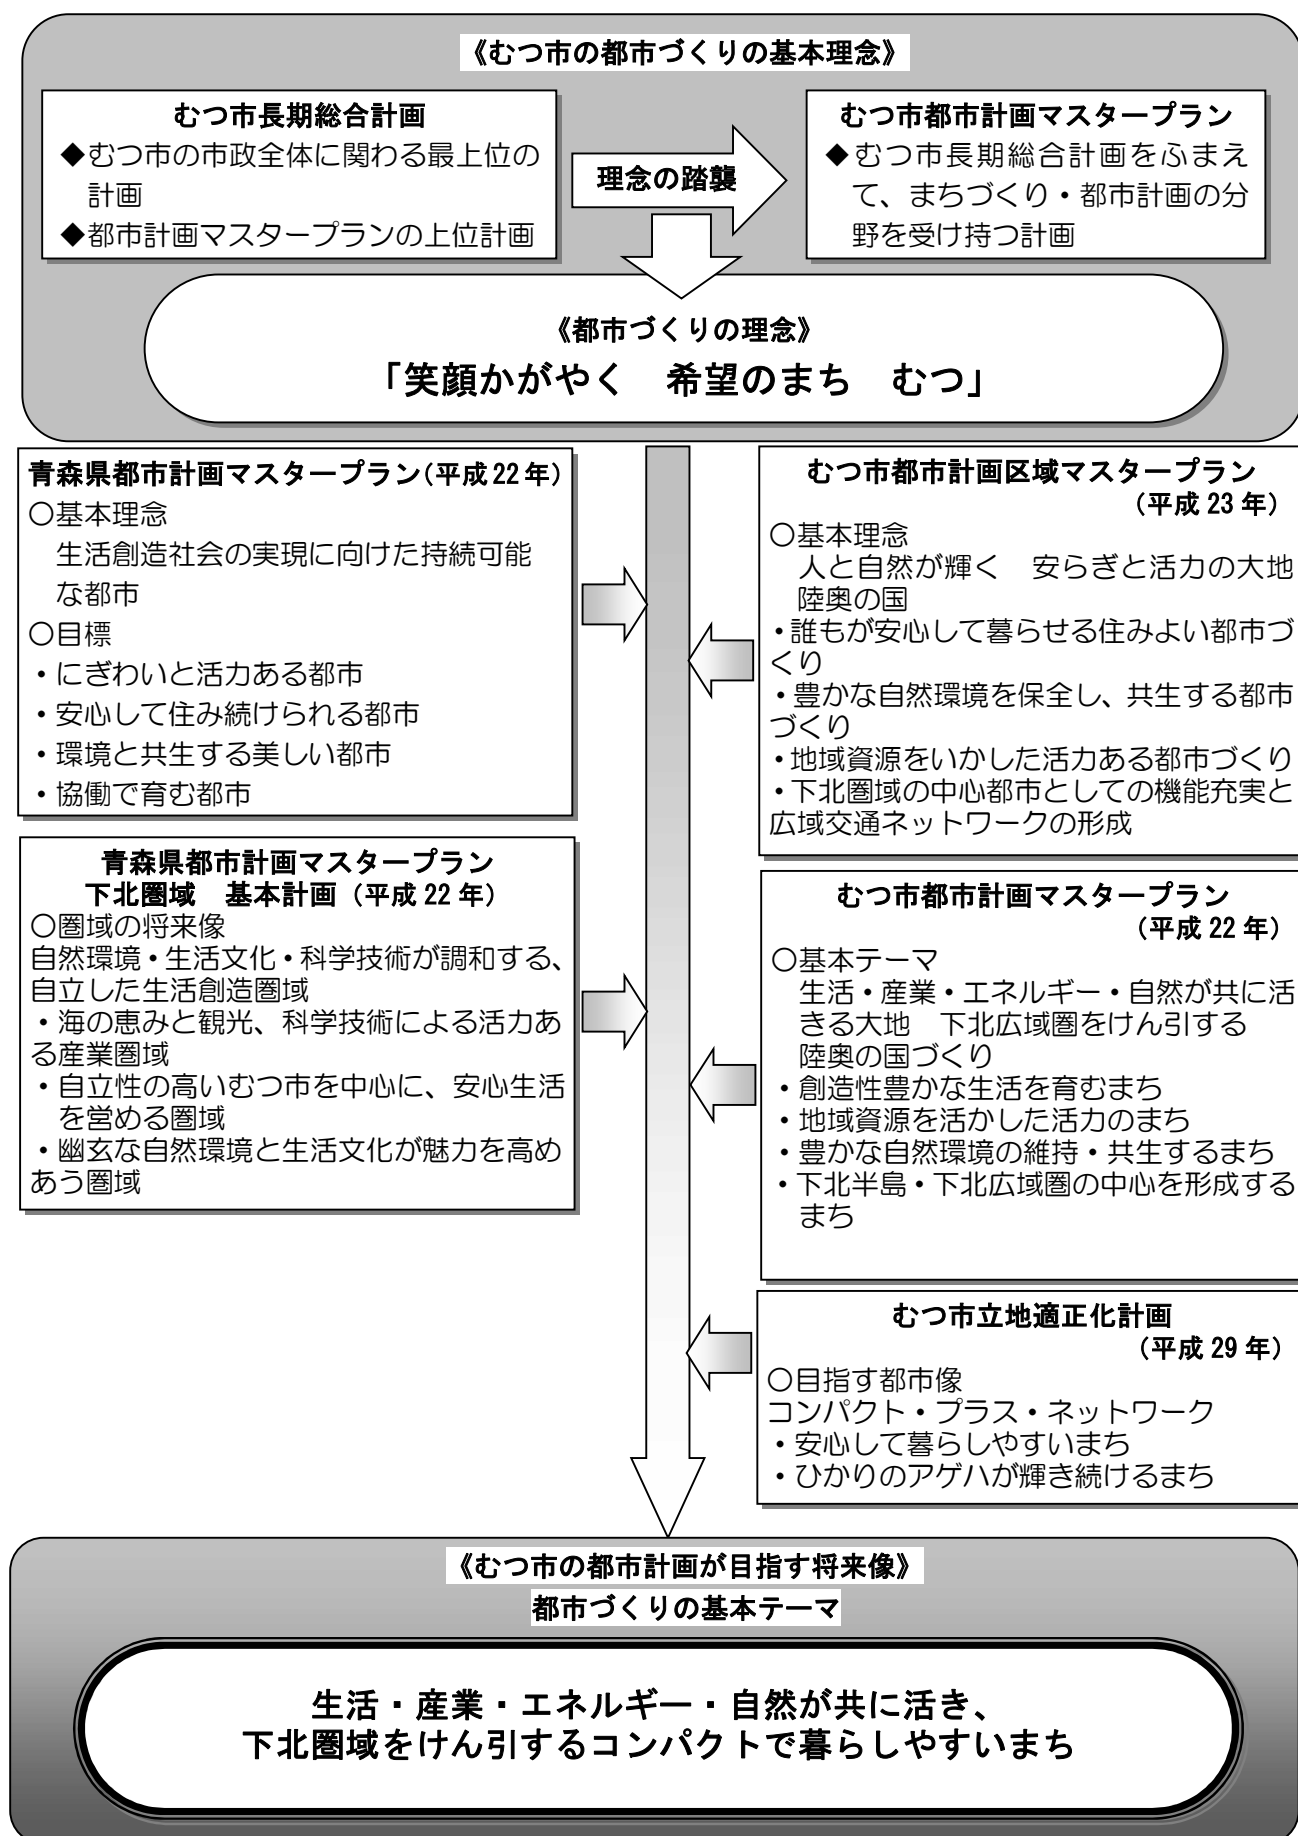 《むつ市の都市づくりの基本理念》
むつ市長期総合計画
◆むつ市の市政全体に関わる最上位の
計画
◆都市計画マスタープランの上位計画
理念の踏襲
むつ市都市計画マスタープラン
◆むつ市長期総合計画をふまえ
て、まちづくり・都市計画の分
野を受け持つ計画
《都市づくりの理念》
「笑顔かがやく　希望のまち　むつ」
青森県都市計画マスタープラン(平成22年)
○基本理念
生活創造社会の実現に向けた持続可能
な都市
○目標
・にぎわいと活力ある都市
・安心して住み続けられる都市
・環境と共生する美しい都市
・協働で育む都市
青森県都市計画マスタープラン
下北圏域　基本計画（平成22年）
○圏域の将来像
自然環境・生活文化・科学技術が調和する、
自立した生活創造圏域
・海の恵みと観光、科学技術による活力あ
る産業圏域
・自立性の高いむつ市を中心に、安心生活
を営める圏域
・幽玄な自然環境と生活文化が魅力を高め
あう圏域
むつ市都市計画区域マスタープラン
（平成23年）
○基本理念
人と自然が輝く　安らぎと活力の大地
陸奥の国
・誰もが安心して暮らせる住みよい都市づ
くり
・豊かな自然環境を保全し、共生する都市
づくり
・地域資源をいかした活力ある都市づくり
・下北圏域の中心都市としての機能充実と
広域交通ネットワークの形成
むつ市都市計画マスタープラン
（平成22年）
○基本テーマ
生活・産業・エネルギー・自然が共に活
きる大地　下北広域圏をけん引する
陸奥の国づくり
・創造性豊かな生活を育むまち
・地域資源を活かした活力のまち
・豊かな自然環境の維持・共生するまち
・下北半島・下北広域圏の中心を形成する
まち
むつ市立地適正化計画
（平成29年）
○目指す都市像
コンパクト・プラス・ネットワーク
・安心して暮らしやすいまち
・ひかりのアゲハが輝き続けるまち
《むつ市の都市計画が目指す将来像》
都市づくりの基本テーマ
生活・産業・エネルギー・自然が共に活き、
下北圏域をけん引するコンパクトで暮らしやすいまち